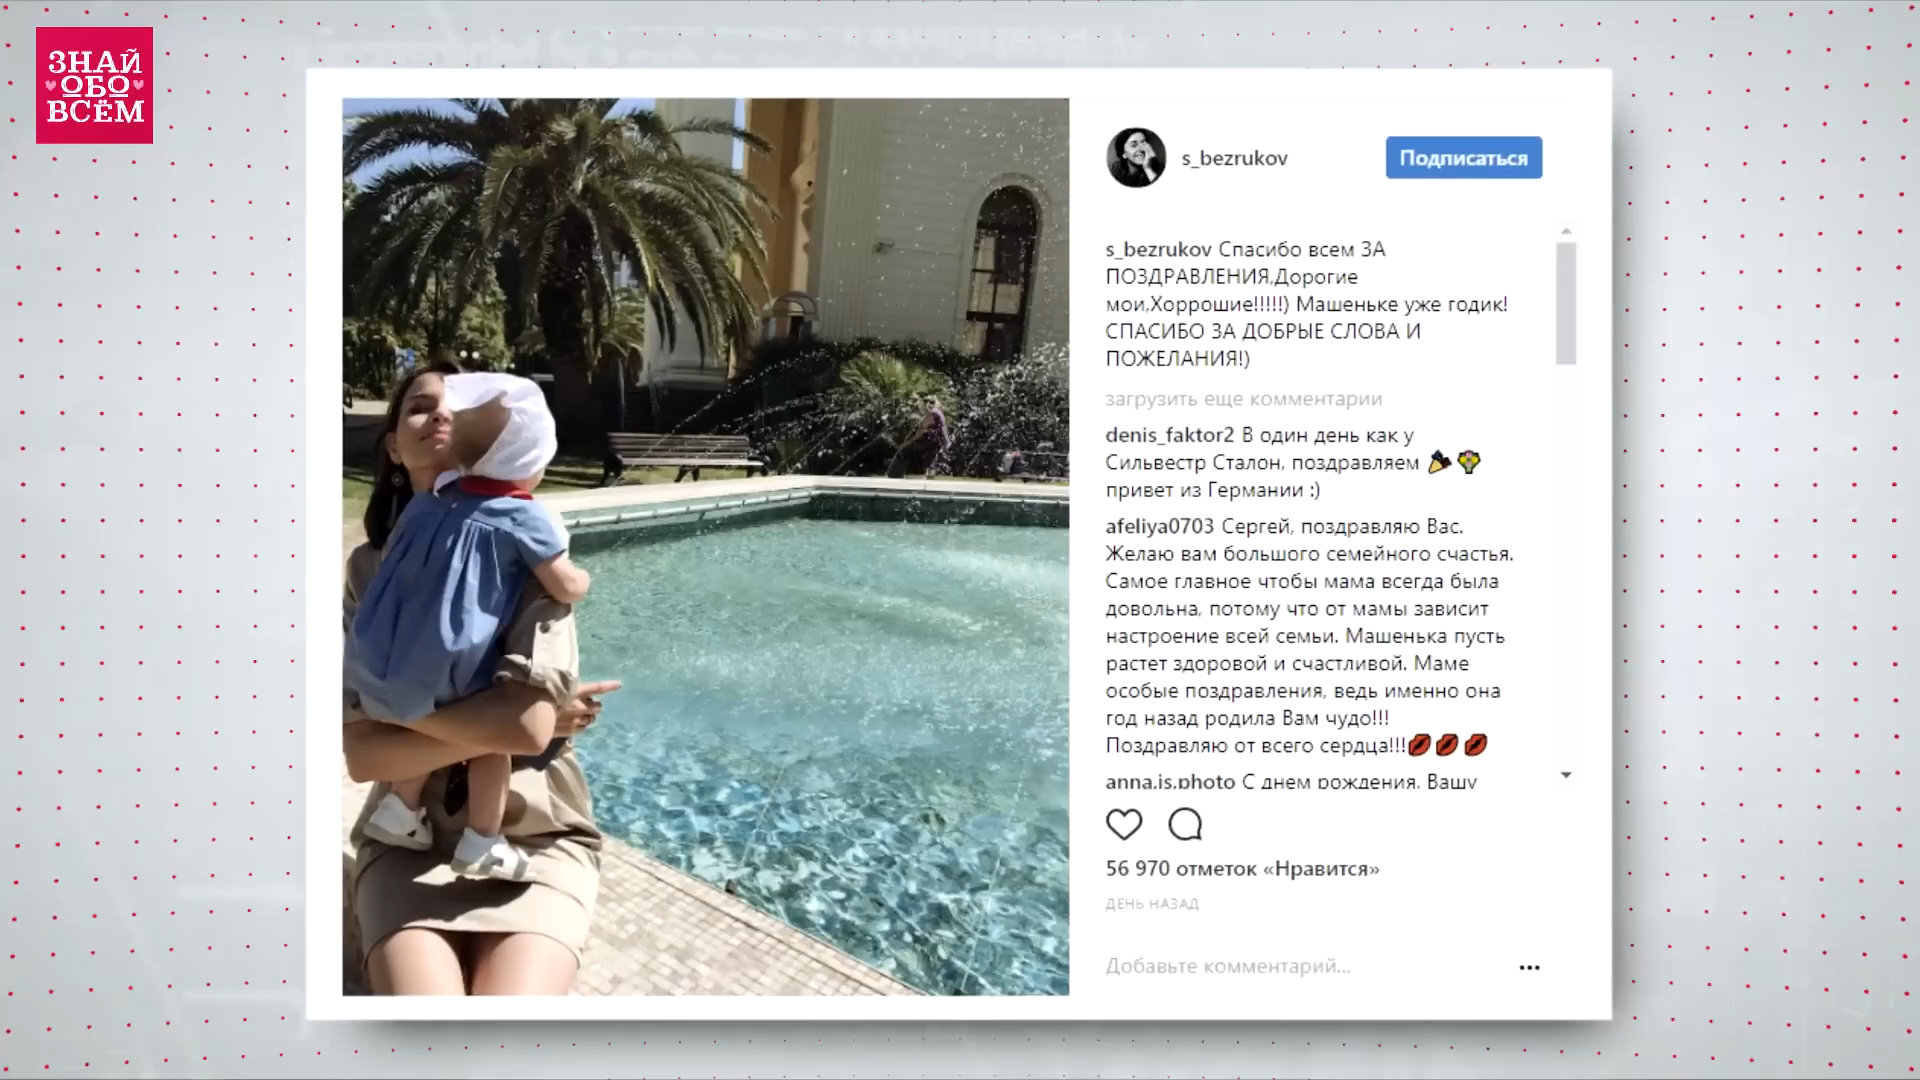 ЗНАЙ
ОБО
ВСЁМ
s_bezrukov
Подписаться
s_bezrukov Спасибо всем ЗА
ПОЗДРАВЛЕНИЯ,Дорогие
мои,Хоррошие!!!!!) Машеньке уже годик!
СПАСИБО ЗА ДОБРЫЕ СЛОВА И
ПОЖЕЛАНИЯ!)
загрузить еще комментарии
denis_faktor2 В один день как у
Сильвестр Сталон, поздравляем 🎉💐
привет из Германии :)
afeliya0703 Сергей, поздравляю Вас.
Желаю вам большого семейного счастья.
Самое главное чтобы мама всегда была
довольна, потому что от мамы зависит
настроение всей семьи. Машенька пусть
растет здоровой и счастливой. Маме
особые поздравления, ведь именно она
год назад родила Вам чудо!!!
Поздравляю от всего сердца!!!💋💋💋
anna.is.photo С днем рождения, Вашу
56 970 отметок «Нравится»
ДЕНЬ НАЗАД
Добавьте комментарий...